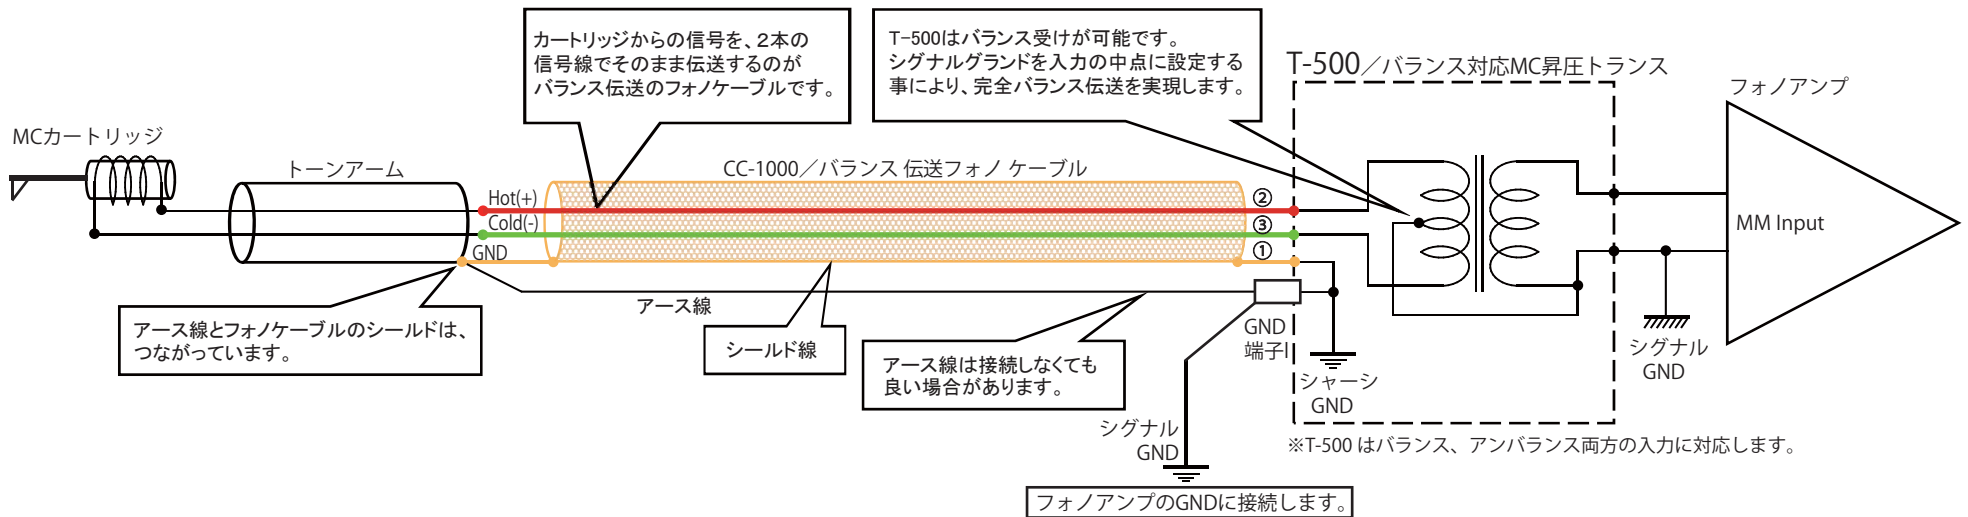 カートリッジからの信号を、2本の
信号線でそのまま伝送するのが
バランス伝送のフォノケーブルです。
T-500はバランス受けが可能です。
シグナルグランドを入力の中点に設定する
事により、完全バランス伝送を実現します。
T-500／バランス対応MC昇圧トランス
フォノアンプ
MCカートリッジ
トーンアーム
CC-1000／バランス 伝送フォノ ケーブル
Hot(+)
②
Cold(-)
③
GND
①
MM Input
アース線
アース線とフォノケーブルのシールドは、
つながっています。
シールド線
アース線は接続しなくても
良い場合があります。
GND
端子I
シャーシ
GND
シグナル
GND
シグナル
GND
※T-500 はバランス、アンバランス両方の入力に対応します。
フォノアンプのGNDに接続します。